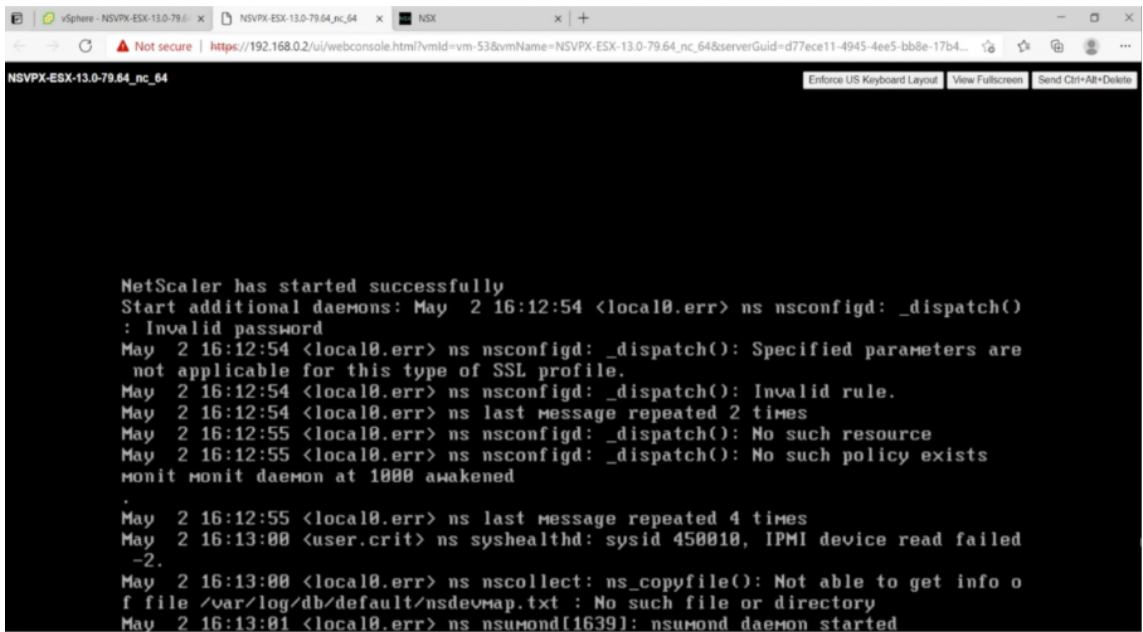 vSphere - NSVPX-ESX-13.0-79.6
NSVPX-ESX-13.0-79.64_nc_64
NSX
Not secure | https://192.168.0.2/ui/webconsole.html?vmId=vm-53&vmName=NSVPX-ESX-13.0-79.64_nc_64&serverGuid=d77ece11-4945-4ee5-bb8e-17b4...
NSVPX-ESX-13.0-79.64_nc_64
Enforce US Keyboard Layout
View Fullscreen
Send Ctrl+Alt+Delete
NetScaler has started successfully
Start additional daemons: May  2 16:12:54 <local0.err> ns nsconfigd: _dispatch()
: Invalid password
May  2 16:12:54 <local0.err> ns nsconfigd: _dispatch(): Specified parameters are
 not applicable for this type of SSL profile.
May  2 16:12:54 <local0.err> ns nsconfigd: _dispatch(): Invalid rule.
May  2 16:12:54 <local0.err> ns last message repeated 2 times
May  2 16:12:55 <local0.err> ns nsconfigd: _dispatch(): No such resource
May  2 16:12:55 <local0.err> ns nsconfigd: _dispatch(): No such policy exists
monit monit daemon at 1000 awakened
.
May  2 16:12:55 <local0.err> ns last message repeated 4 times
May  2 16:13:00 <user.crit> ns syshealthd: sysid 450010, IPMI device read failed
 -2.
May  2 16:13:00 <local0.err> ns nscollect: ns_copyfile(): Not able to get info o
f file /var/log/db/default/nsdevmap.txt : No such file or directory
May  2 16:13:01 <local0.err> ns nsumond[1639]: nsumond daemon started